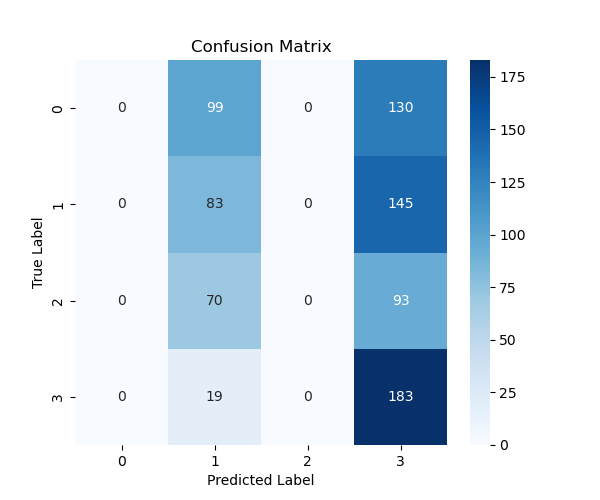 Confusion Matrix
0 0 99 0 130
1 0 83 0 145
2 0 70 0 93
3 0 19 0 183
0 1 2 3
Predicted Label
True Label
175
150
125
100
75
50
25
0